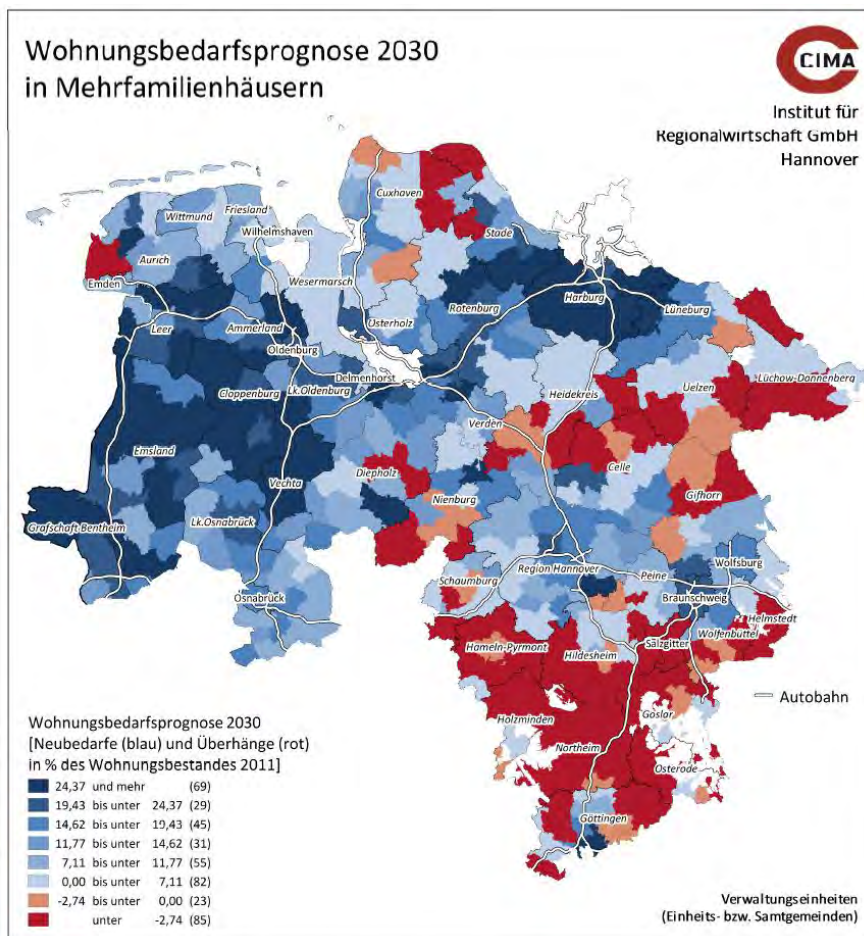 Wohnungsbedarfsprognose 2030
in Mehrfamilienhäusern
CIMA
Institut für
Regionalwirtschaft GmbH
Hannover
Cuxhaven
Wittmund
Friesland
Wilhelmshaven
Stade
Aurich
Emden
Wesermarsch
Rotenburg
Harburg
Lüneburg
Osterholz
Leer
Ammerland
Oldenburg
Delmenhorst
Lk.Oldenburg
Cloppenburg
Heidekreis
Uelzen
Lüchow-Dannenberg
Verden
Emsland
Diepholz
Celle
Vechta
Nienburg
Gifhorr
Grafschaft Bentheim
Lk.Osnabrück
Region Hannover
Wolfsburg
Schaumburg
Peine
Osnabrück
Braunschweig
Helmstedt
Wolfenbüttel
Salzgitter
Hameln-Pyrmont
Hildesheim
Autobahn
Holzminden
Goslar
Northeim
Osterode
Göttingen
Wohnungsbedarfsprognose 2030
[Neubedarfe (blau) und Überhänge (rot)
in % des Wohnungsbestandes 2011]
24,37 und mehr (69)
19,43 bis unter 24,37 (29)
14,62 bis unter 19,43 (45)
11,77 bis unter 14,62 (31)
7,11 bis unter 11,77 (55)
0,00 bis unter 7,11 (82)
-2,74 bis unter 0,00 (23)
unter -2,74 (85)
Verwaltungseinheiten
(Einheits- bzw. Samtgemeinden)